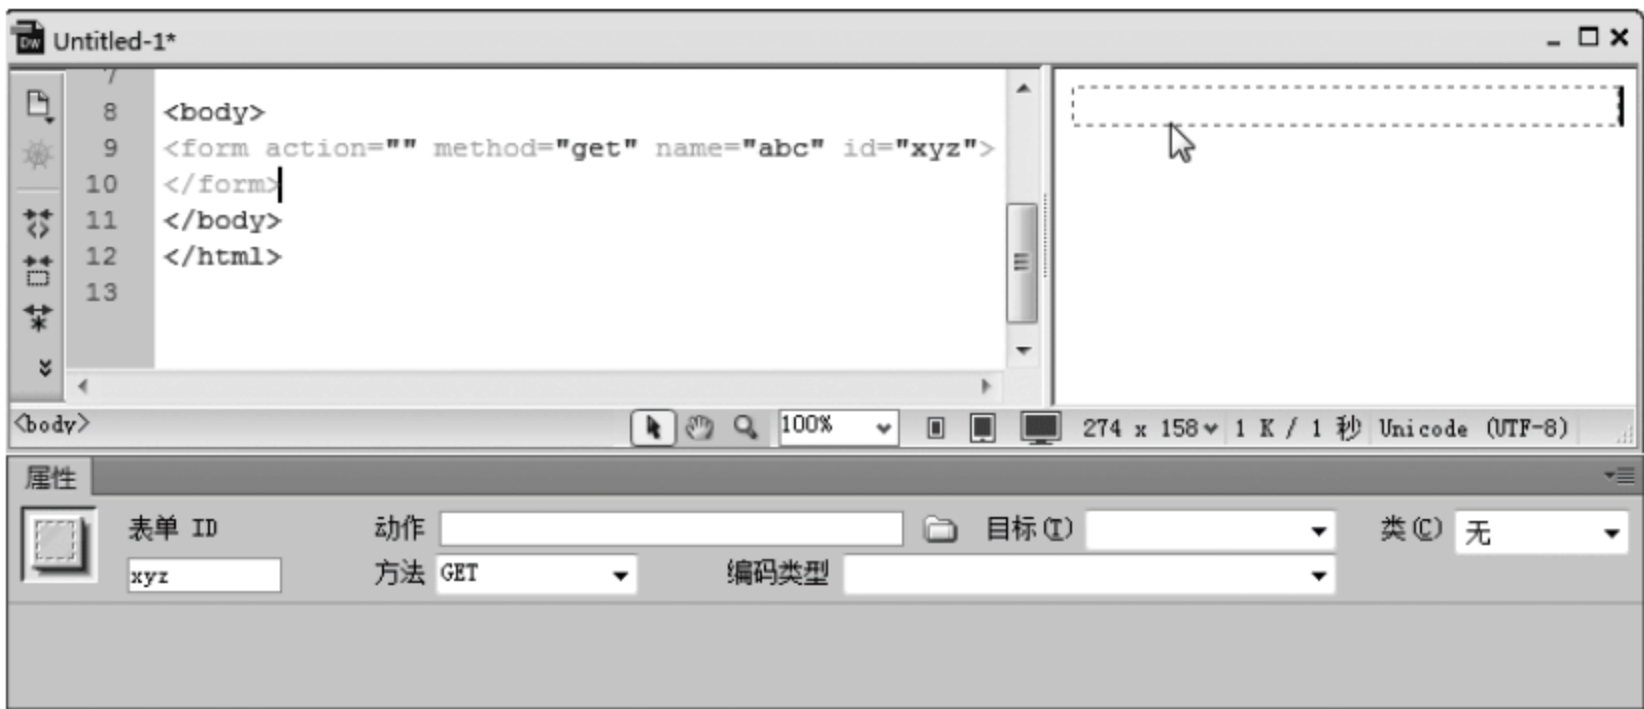 Untitled-1*
7
8 <body>
9 <form action="" method="get" name="abc" id="xyz">
10 </form>
11 </body>
12 </html>
13
<body> 100% 274 x 158 1 K / 1 秒 Unicode (UTF-8)
属性
表单 ID 动作 目标(T) 类(C) 无
xyz 方法 GET 编码类型